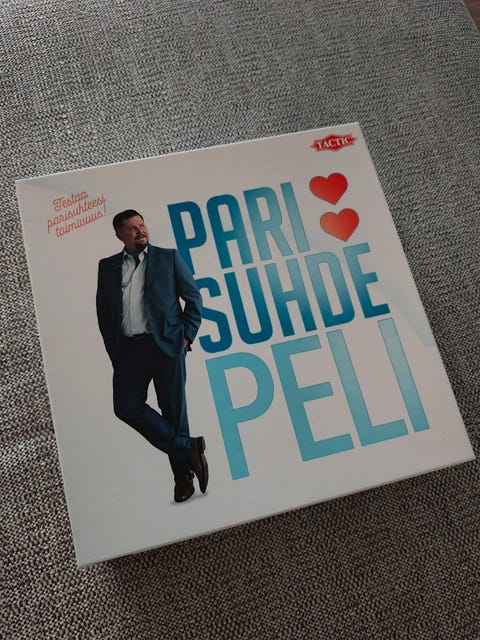 TACTIC
Testaa
parisuhteesi
toimivuus!
PARI
SUHDE
PELI